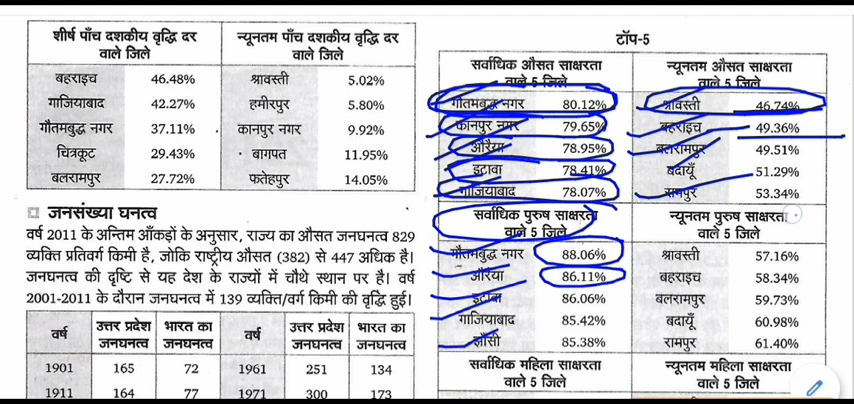 शीर्ष पाँच दशकीय वृद्धि दर वाले जिले
न्यूनतम पाँच दशकीय वृद्धि दर वाले जिले
बहराइच 46.48% श्रावस्ती 5.02%
गाजियाबाद 42.27% हमीरपुर 5.80%
गौतमबुद्ध नगर 37.11% कानपुर नगर 9.92%
चित्रकूट 29.43% बागपत 11.95%
बलरामपुर 27.72% फतेहपुर 14.05%
जनसंख्या घनत्व
वर्ष 2011 के अन्तिम आँकड़ों के अनुसार, राज्य का औसत जनघनत्व 829
व्यक्ति प्रतिवर्ग किमी है, जोकि राष्ट्रीय औसत (382) से 447 अधिक है।
जनघनत्व की दृष्टि से यह देश के राज्यों में चौथे स्थान पर है। वर्ष
2001-2011 के दौरान जनघनत्व में 139 व्यक्ति/वर्ग किमी की वृद्धि हुई।
वर्ष उत्तर प्रदेश जनघनत्व भारत का जनघनत्व वर्ष उत्तर प्रदेश जनघनत्व भारत का जनघनत्व
1901 165 72 1961 251 134
1911 164 77 1971 300 173
टॉप-5
सर्वाधिक औसत साक्षरता वाले 5 जिले
न्यूनतम औसत साक्षरता वाले 5 जिले
गौतमबुद्ध नगर 80.12% श्रावस्ती 46.74%
कानपुर नगर 79.65% बहराइच 49.36%
औरैया 78.95% बलरामपुर 49.51%
इटावा 78.41% बदायूँ 51.29%
गाजियाबाद 78.07% रामपुर 53.34%
सर्वाधिक पुरुष साक्षरता वाले 5 जिले
न्यूनतम पुरुष साक्षरता वाले 5 जिले
गौतमबुद्ध नगर 88.06% श्रावस्ती 57.16%
औरैया 86.11% बहराइच 58.34%
इटावा 86.06% बलरामपुर 59.73%
गाजियाबाद 85.42% बदायूँ 60.98%
झाँसी 85.38% रामपुर 61.40%
सर्वाधिक महिला साक्षरता वाले 5 जिले
न्यूनतम महिला साक्षरता वाले 5 जिले